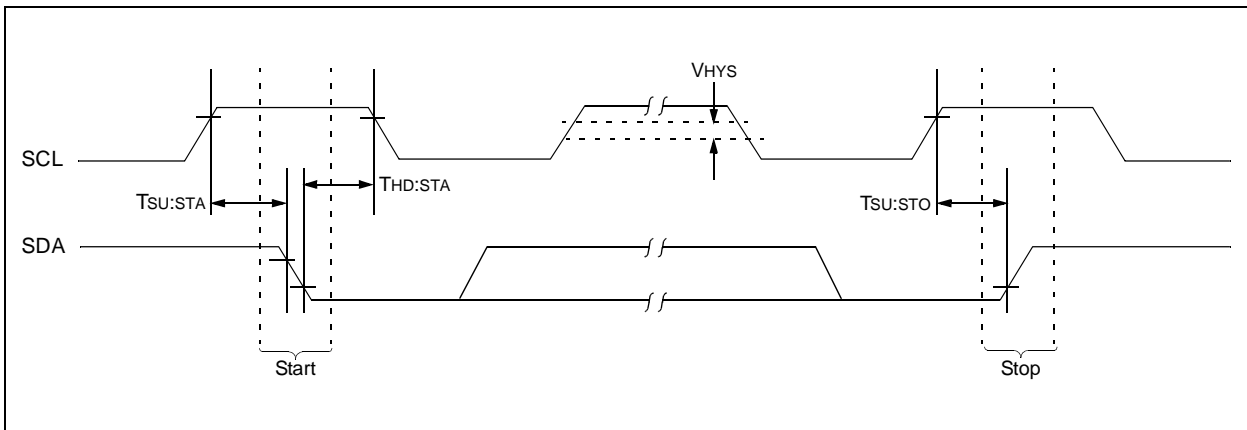 VHYS
SCL
THD:STA
TSU:STA
TSU:STO
SDA
Start
Stop